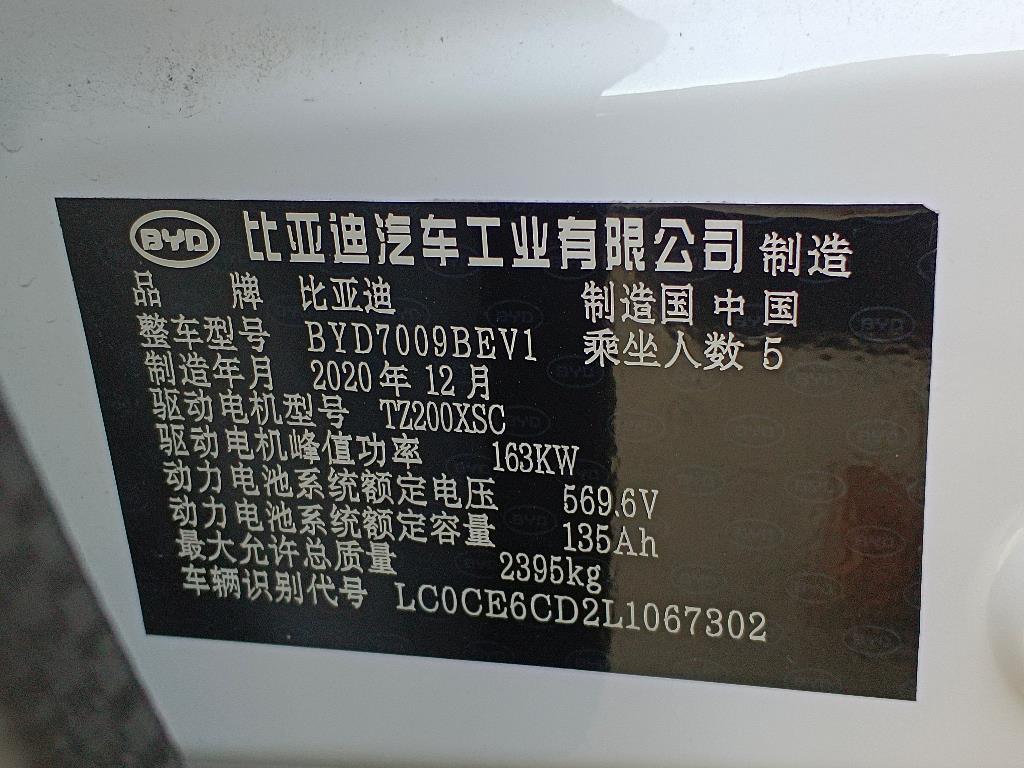 BYD 比亚迪汽车工业有限公司 制造
品 牌 比亚迪 制造国 中国
整车型号 BYD7009BEV1 乘坐人数 5
制造年月 2020年12月
驱动电机型号 TZ200XSC
驱动电机峰值功率 163KW
动力电池系统额定电压 569.6V
动力电池系统额定容量 135Ah
最大允许总质量 2395kg
车辆识别代号 LC0CE6CD2L1067302